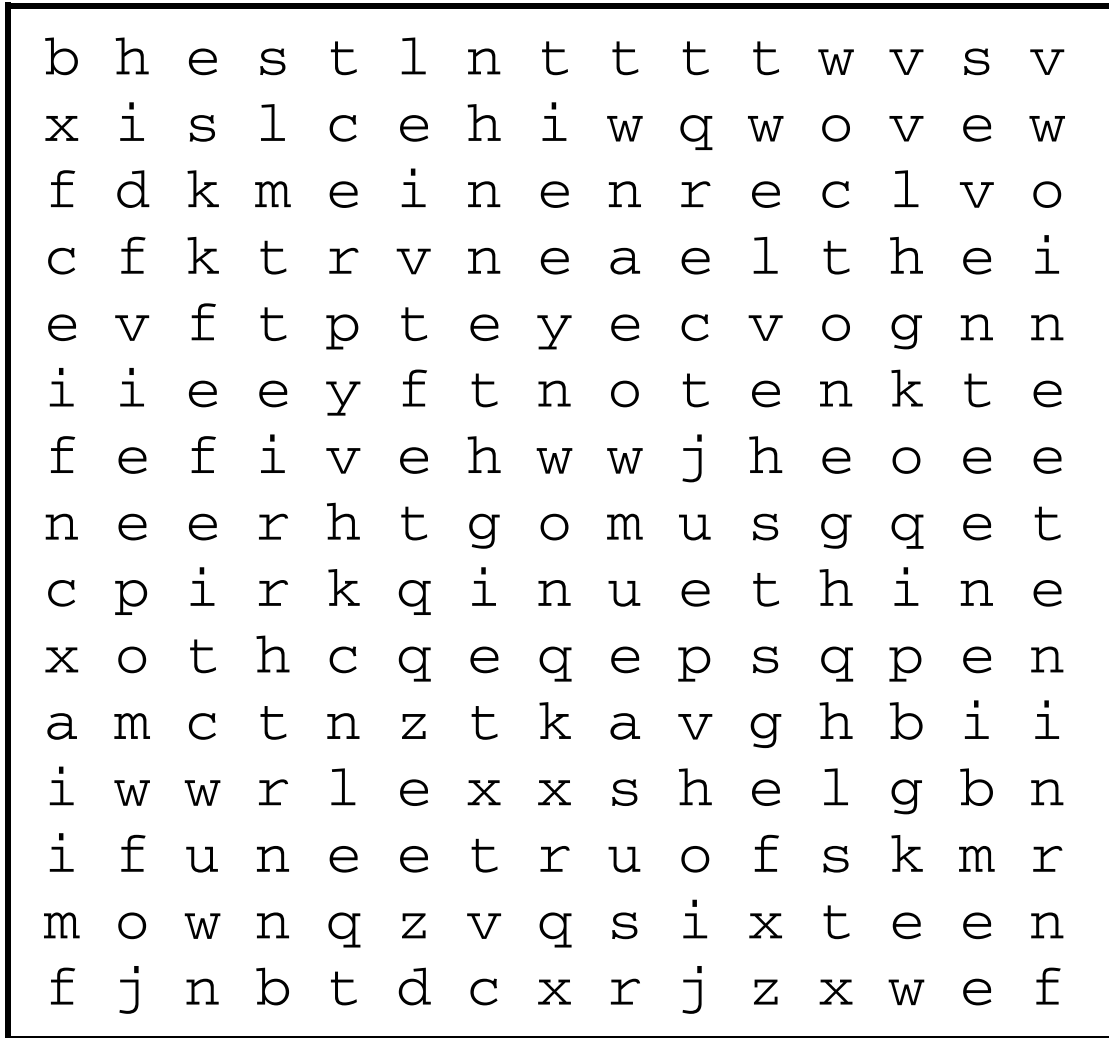 b h e s t l n t t t t w v s v
x i s l c e h i w q w o v e w
f d k m e i n e n r e c l v o
c f k t r v n e a e l t h e i
e v f t p t e y e c v o g n n
i i e e y f t n o t e n k t e
f e f i v e h w w j h e o e e
n e e r h t g o m u s g q e t
c p i r k q i n u e t h i n e
x o t h c q e q e p s q p e n
a m c t n z t k a v g h b i i
i w w r l e x x s h e l g b n
i f u n e e t r u o f s k m r
m o w n q z v q s i x t e e n
f j n b t d c x r j z x w e f